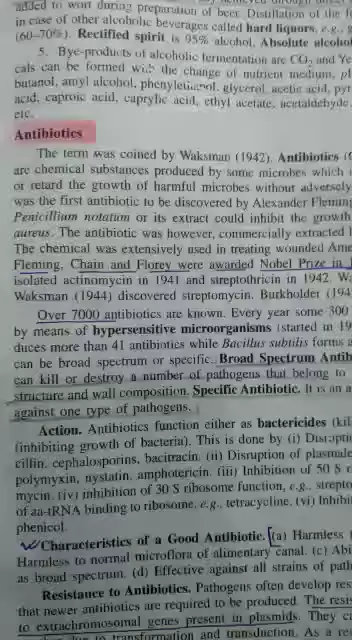 added to wort during preparation of beer. Distillation of the f
in case of other alcoholic beverages called hard liquors, e.g.,
(60–70%). Rectified spirit is 95% alcohol. Absolute alcohol
5. Bye-products of alcoholic fermentation are CO2 and Ye
cals can be formed with the change of nutrient medium, pl
butanol, amyl alcohol, glycerol, acetic acid, pyr
acid, caproic acid, caprylic acid, ethyl acetate, acetaldehyde,
etc.
Antibiotics
The term was coined by Waksman (1942). Antibiotics (G
are chemical substances produced by some microbes which i
or retard the growth of harmful microbes without adversely
was the first antibiotic to be discovered by Alexander Fleming
Penicillium notatum or its extract could inhibit the growth
aureus. The antibiotic was however, commercially extracted
The chemical was extensively used in treating wounded Ame
Fleming, Chain and Florey were awarded Nobel Prize in
isolated actinomycin in 1941 and streptothricin in 1942. Wa
Waksman (1944) discovered streptomycin. Burkholder (194
Over 7000 antibiotics are known. Every year some 300
by means of hypersensitive microorganisms (started in 19
duces more than 41 antibiotics while Bacillus subtilis forms a
can be broad spectrum or specific. Broad Spectrum Antib
can kill or destroy a number of pathogens that belong to
structure and wall composition. Specific Antibiotic. It is an a
against one type of pathogens.
Action. Antibiotics function either as bactericides (kil
(inhibiting growth of bacteria). This is done by (i) Disruptio
cillin, cephalosporins, bacitracin. (ii) Disruption of plasmale
polymyxin, nystatin, amphotericin. (iii) Inhibition of 50 S r
mycin. (iv) inhibition of 30 S ribosome function, e.g., strepto
of aa-tRNA binding to ribosome, e.g., tetracycline. (vi) Inhibi
phenicol.
Characteristics of a Good Antibiotic. (a) Harmless t
Harmless to normal microflora of alimentary canal. (c) Abi
as broad spectrum. (d) Effective against all strains of path
Resistance to Antibiotics. Pathogens often develop res
that newer antibiotics are required to be produced. The resis
to extrachromosomal genes present in plasmids. They ca
due to transformation and transduction. As a